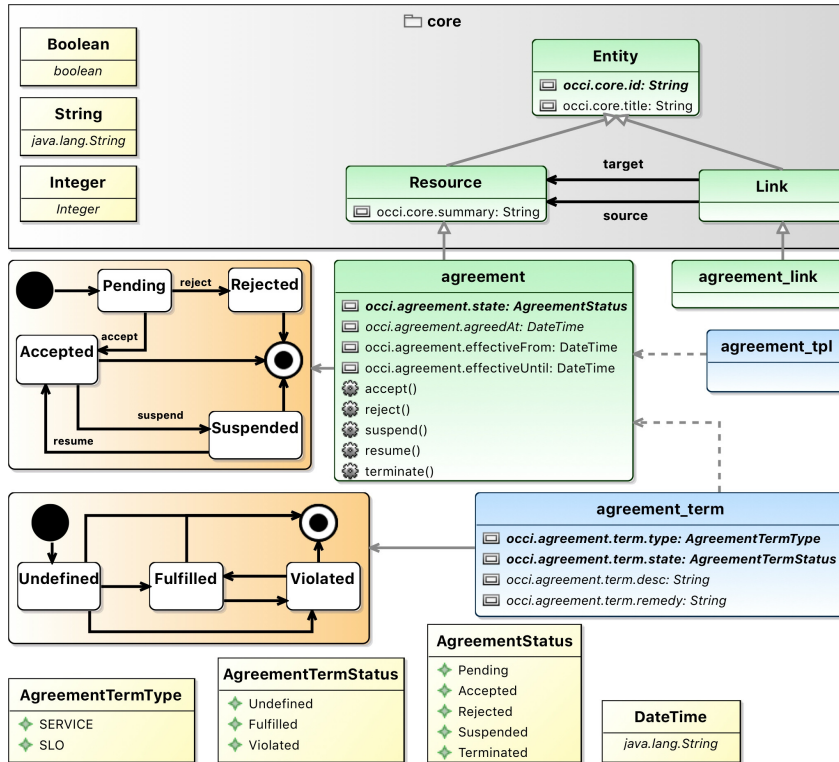 core
Boolean
boolean
String
java.lang.String
Integer
Integer
Entity
occi.core.id: String
occi.core.title: String
Resource
occi.core.summary: String
target
source
Link
Pending
reject
Rejected
accept
Accepted
suspend
Suspended
resume
agreement
occi.agreement.state: AgreementStatus
occi.agreement.agreedAt: DateTime
occi.agreement.effectiveFrom: DateTime
occi.agreement.effectiveUntil: DateTime
accept()
reject()
suspend()
resume()
terminate()
agreement_link
agreement_tpl
Undefined
Fulfilled
Violated
agreement_term
occi.agreement.term.type: AgreementTermType
occi.agreement.term.state: AgreementTermStatus
occi.agreement.term.desc: String
occi.agreement.term.remedy: String
AgreementTermType
SERVICE
SLO
AgreementTermStatus
Undefined
Fulfilled
Violated
AgreementStatus
Pending
Accepted
Rejected
Suspended
Terminated
DateTime
java.lang.String